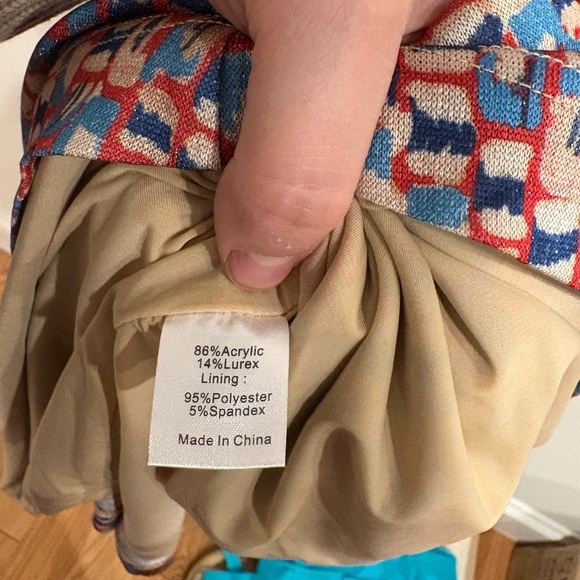 86%Acrylic
14%Lurex
Lining :
95%Polyester
5%Spandex
Made In China